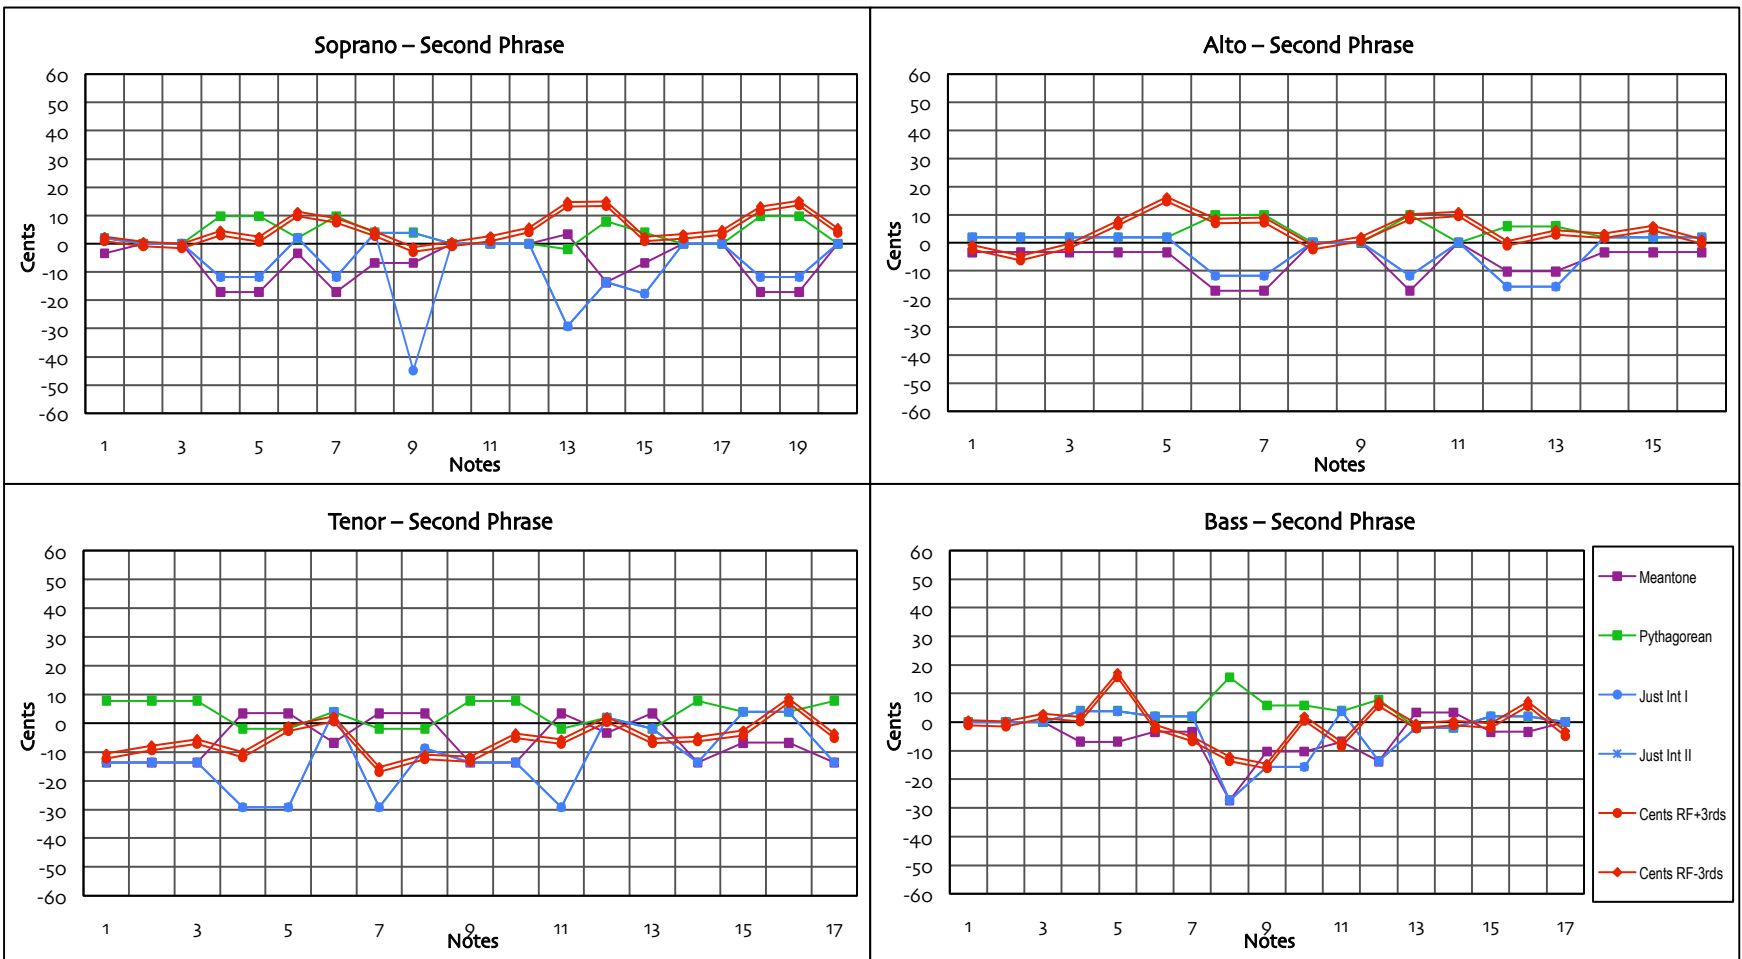 Soprano – Second Phrase
60
50
40
30
20
10
0
-10
-20
-30
-40
-50
-60
Cents
1 3 5 7 9 11 13 15 17 19
Notes
Alto – Second Phrase
60
50
40
30
20
10
0
-10
-20
-30
-40
-50
-60
Cents
1 3 5 7 9 11 13 15
Notes
Tenor – Second Phrase
60
50
40
30
20
10
0
-10
-20
-30
-40
-50
-60
Cents
1 3 5 7 9 11 13 15 17
Notes
Bass – Second Phrase
60
50
40
30
20
10
0
-10
-20
-30
-40
-50
-60
Cents
1 3 5 7 9 11 13 15 17
Notes
Meantone
Pythagorean
Just Int I
Just Int II
Cents RF+3rds
Cents RF-3rds